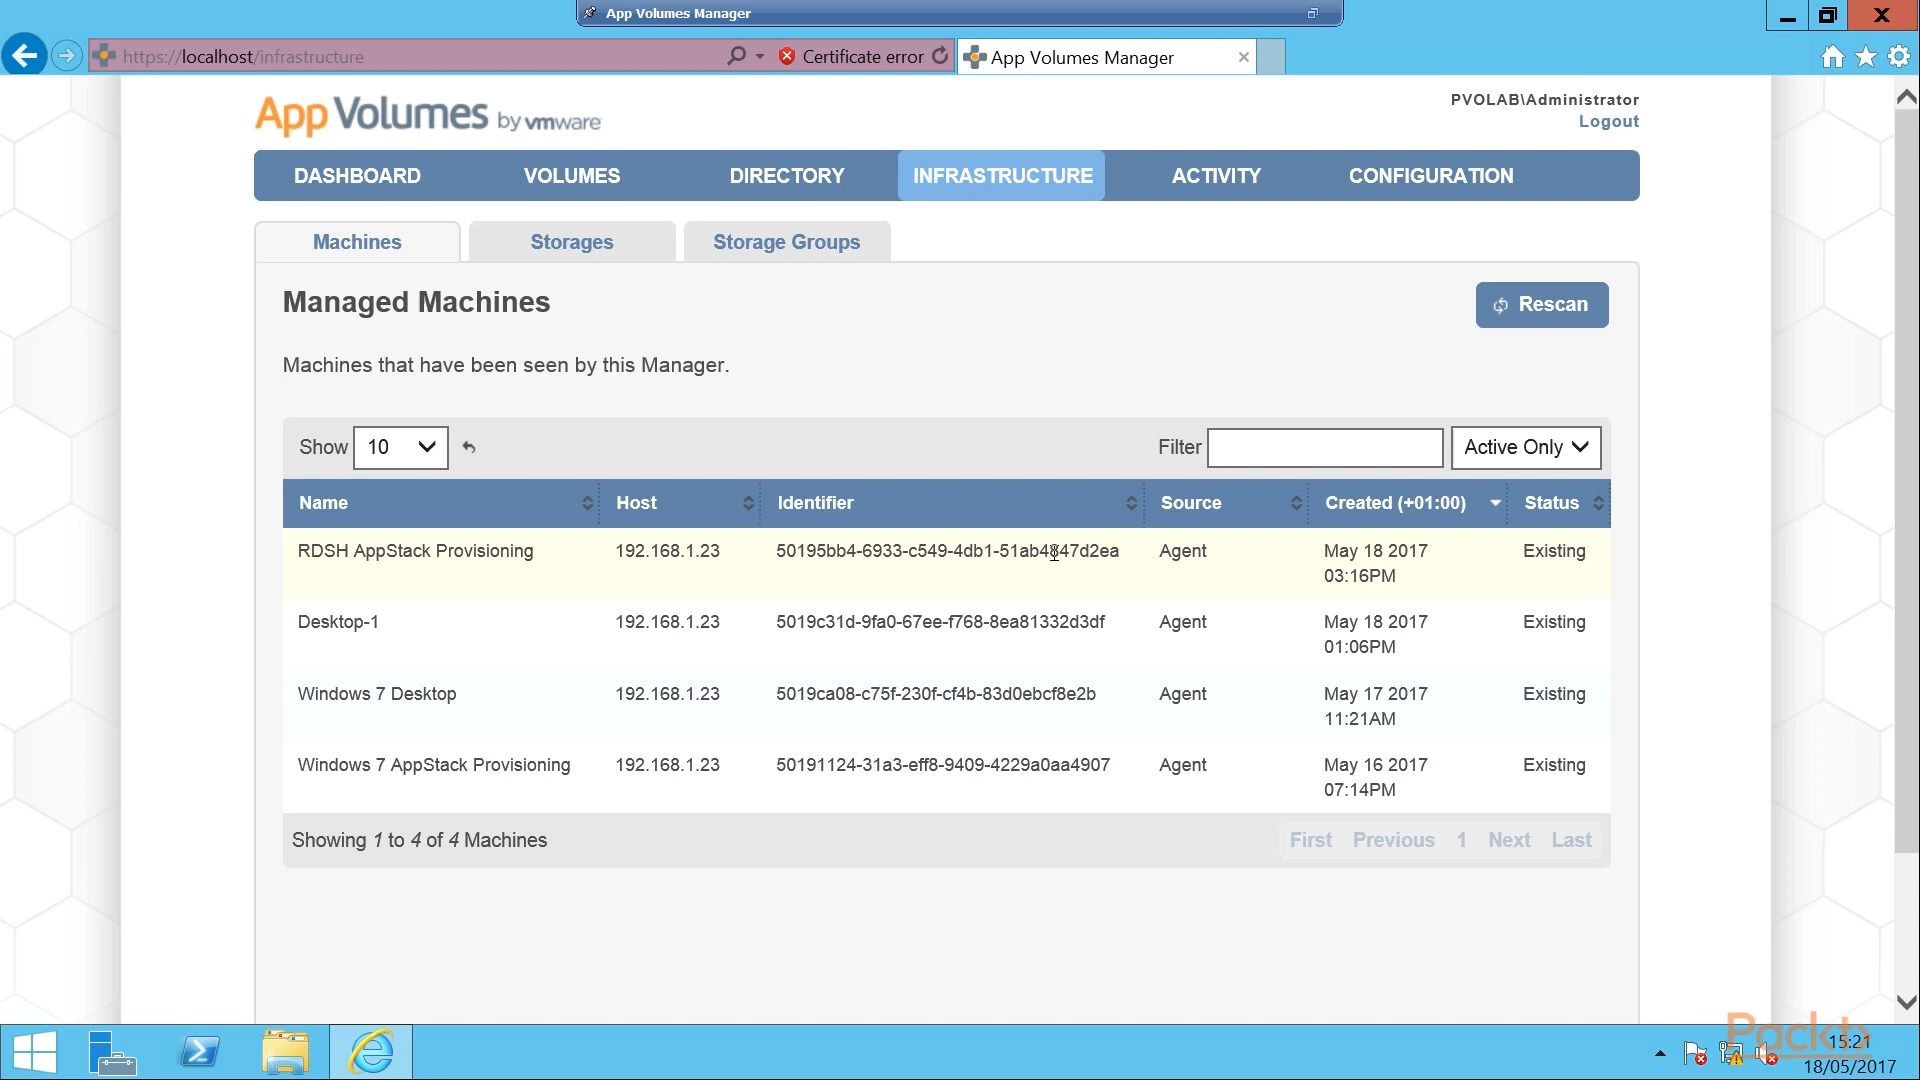 App Volumes Manager
https://localhost/infrastructure
Certificate error
App Volumes Manager
App Volumes by vmware
PVOLAB\Administrator
Logout
DASHBOARD VOLUMES DIRECTORY INFRASTRUCTURE ACTIVITY CONFIGURATION
Machines Storages Storage Groups
Managed Machines
Rescan
Machines that have been seen by this Manager.
Show 10 Filter Active Only
Name Host Identifier Source Created (+01:00) Status
RDSH AppStack Provisioning 192.168.1.23 50195bb4-6933-c549-4db1-51ab4847d2ea Agent May 18 2017 Existing
03:16PM
Desktop-1 192.168.1.23 5019c31d-9fa0-67ee-f768-8ea81332d3df Agent May 18 2017 Existing
01:06PM
Windows 7 Desktop 192.168.1.23 5019ca08-c75f-230f-cf4b-83d0ebcf8e2b Agent May 17 2017 Existing
11:21AM
Windows 7 AppStack Provisioning 192.168.1.23 50191124-31a3-eff8-9409-4229a0aa4907 Agent May 16 2017 Existing
07:14PM
Showing 1 to 4 of 4 Machines First Previous 1 Next Last
Packt>
15:21
18/05/2017